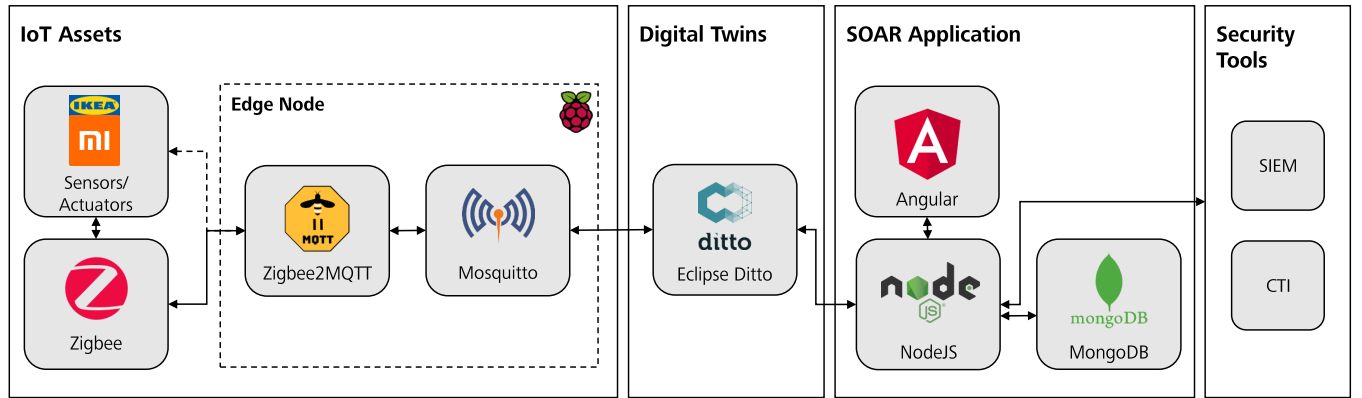 IoT Assets
IKEA
mi
Sensors/
Actuators
Zigbee
Edge Node
MQTT
Zigbee2MQTT
Mosquitto
Digital Twins
ditto
Eclipse Ditto
SOAR Application
A
Angular
node
JS
NodeJS
mongoDB
MongoDB
Security
Tools
SIEM
CTI